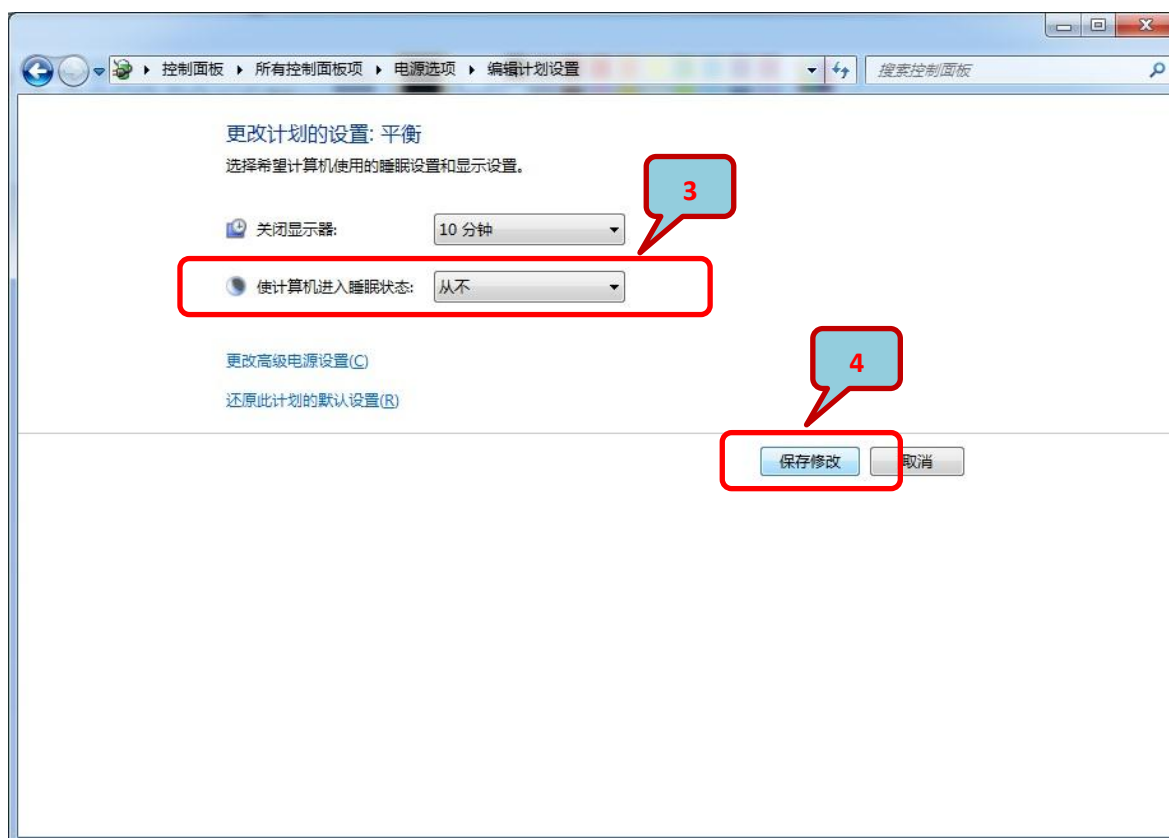 控制面板 ▸ 所有控制面板项 ▸ 电源选项 ▸ 编辑计划设置
搜索控制面板
更改计划的设置: 平衡
选择希望计算机使用的睡眠设置和显示设置。
3
关闭显示器: 10 分钟
使计算机进入睡眠状态: 从不
更改高级电源设置(C)
4
还原此计划的默认设置(R)
保存修改 取消